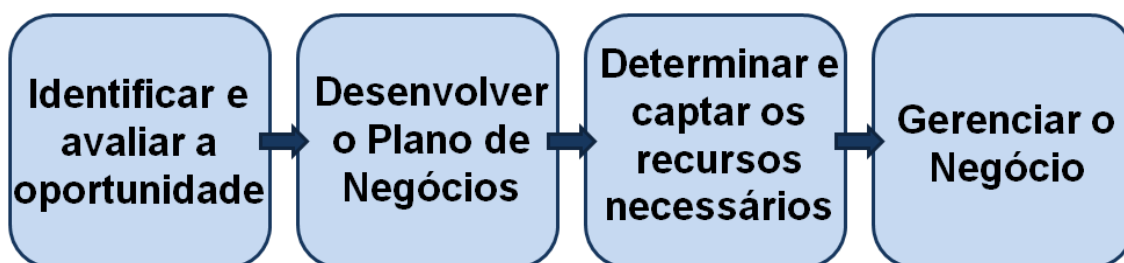 Identificar e
avaliar a
oportunidade
Desenvolver
o Plano de
Negócios
Determinar e
captar os
recursos
necessários
Gerenciar o
Negócio